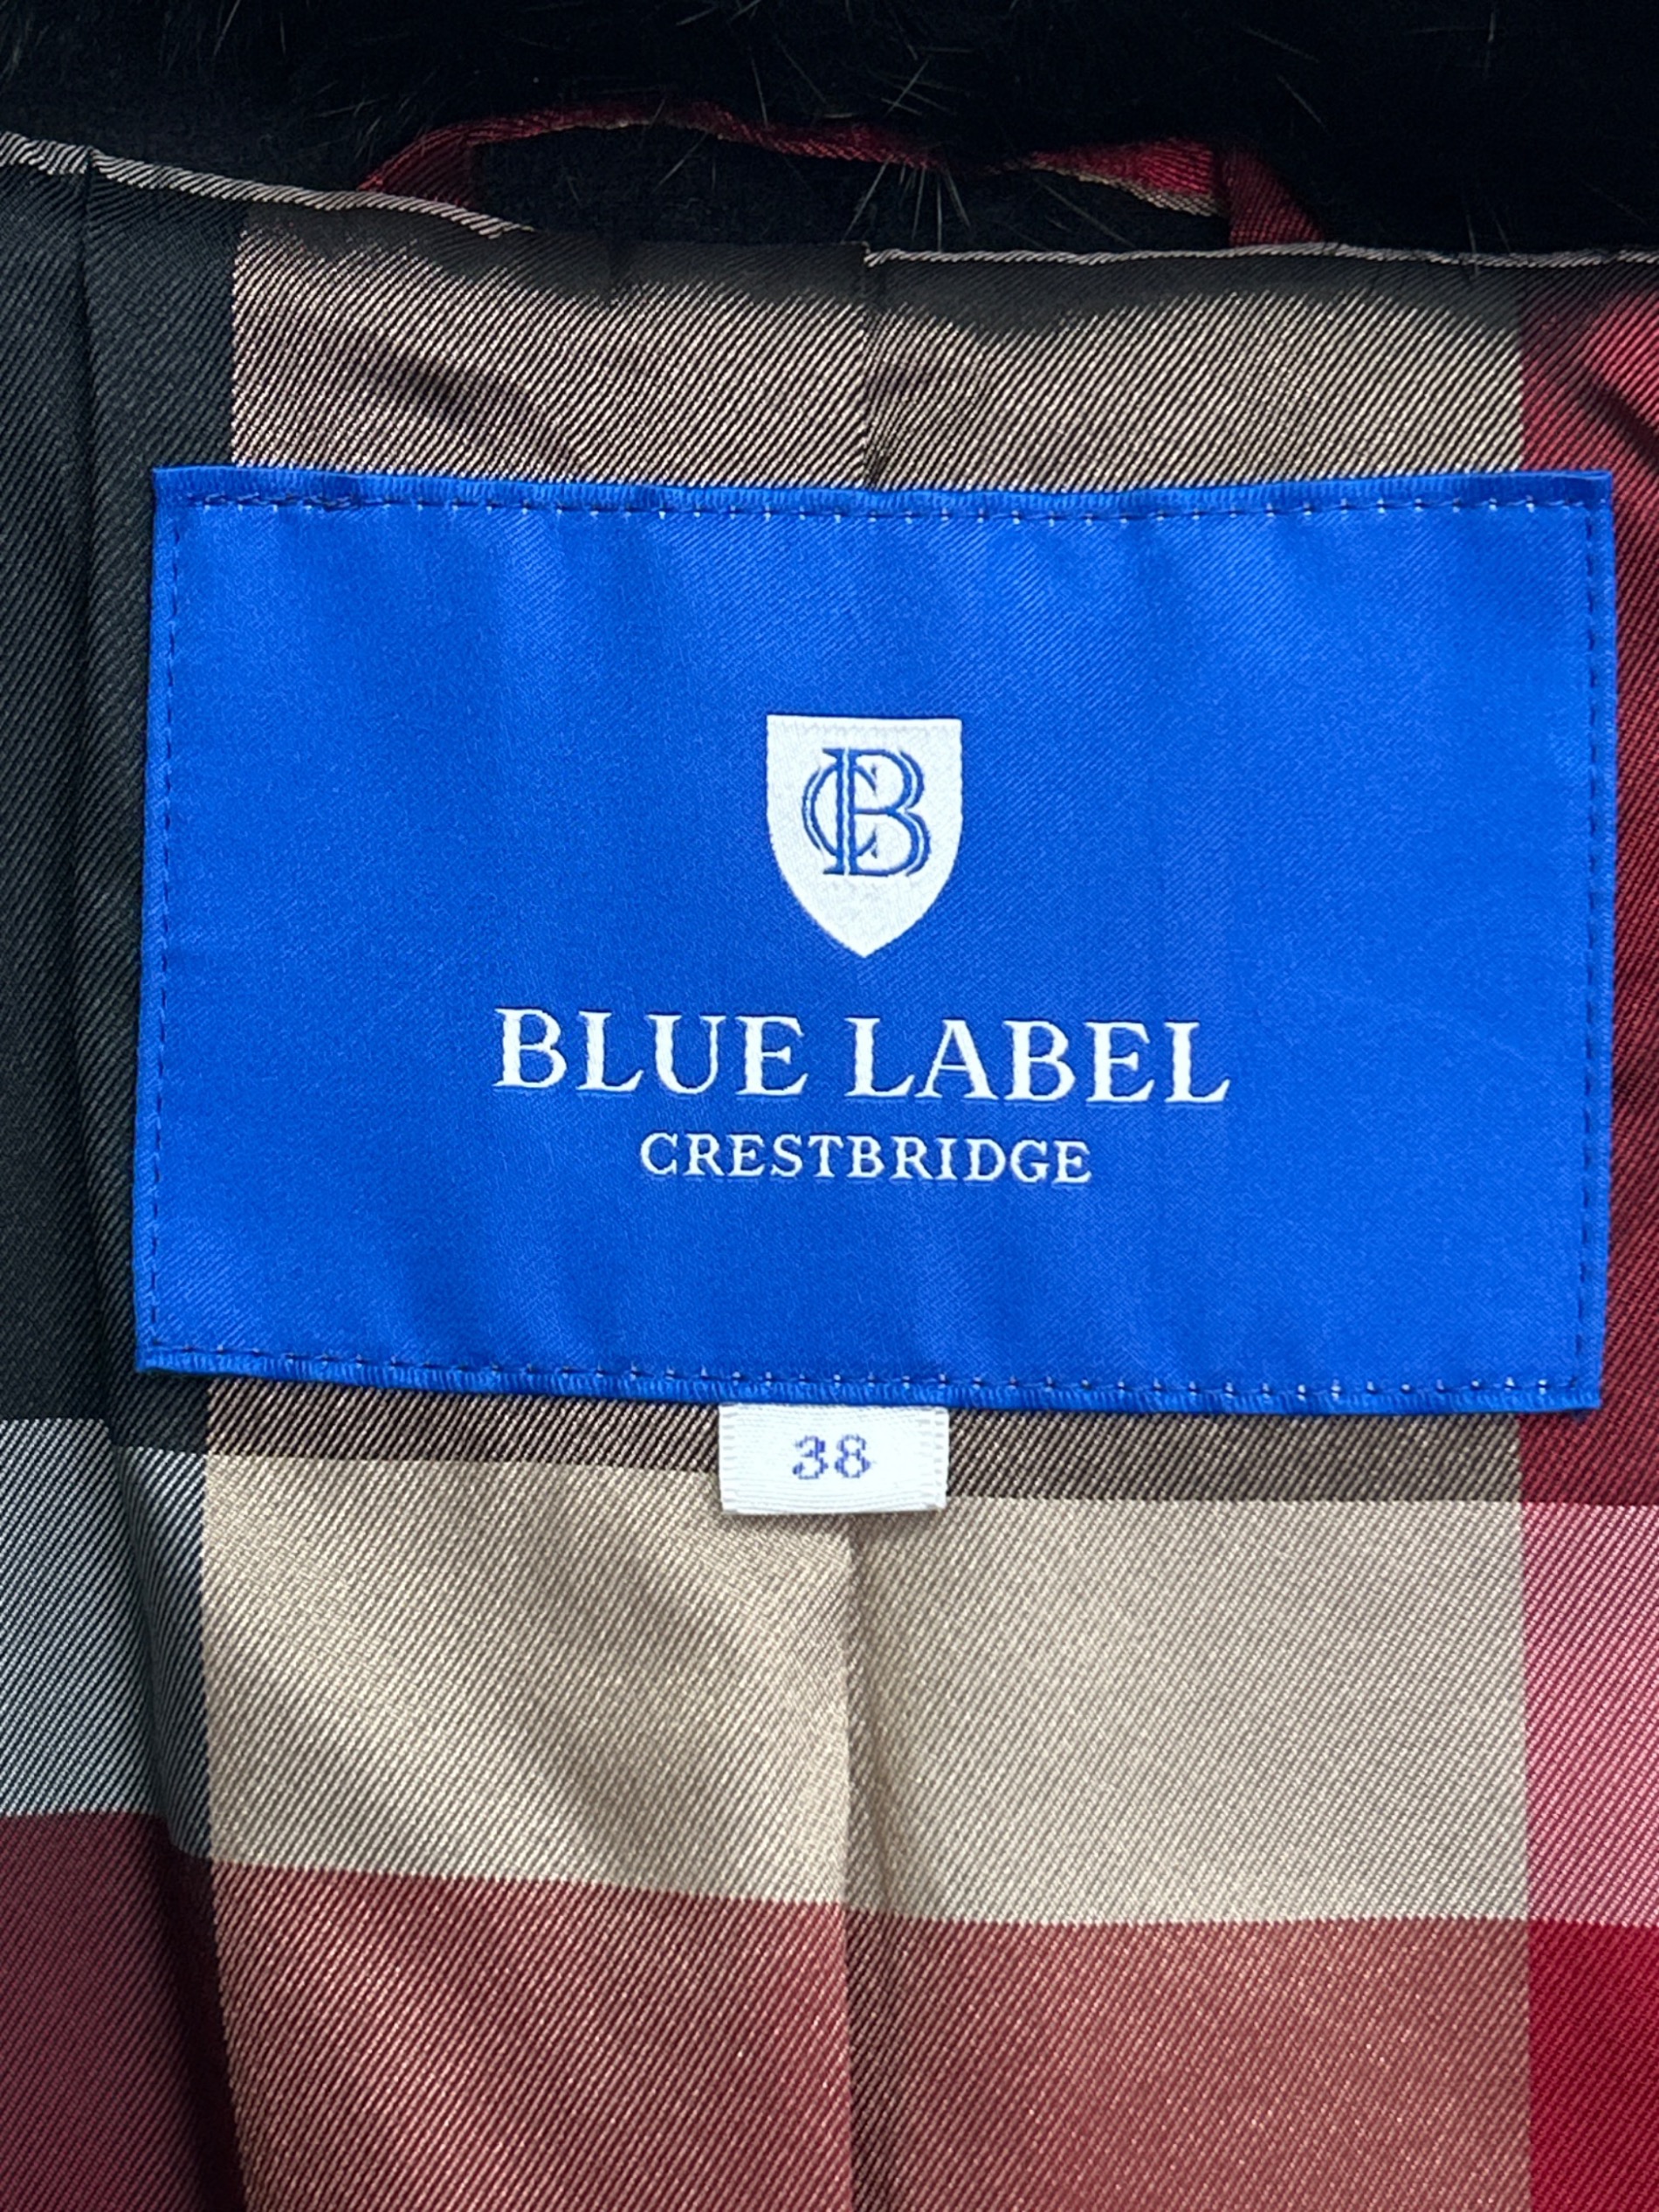 CB
BLUE LABEL
CRESTBRIDGE
38